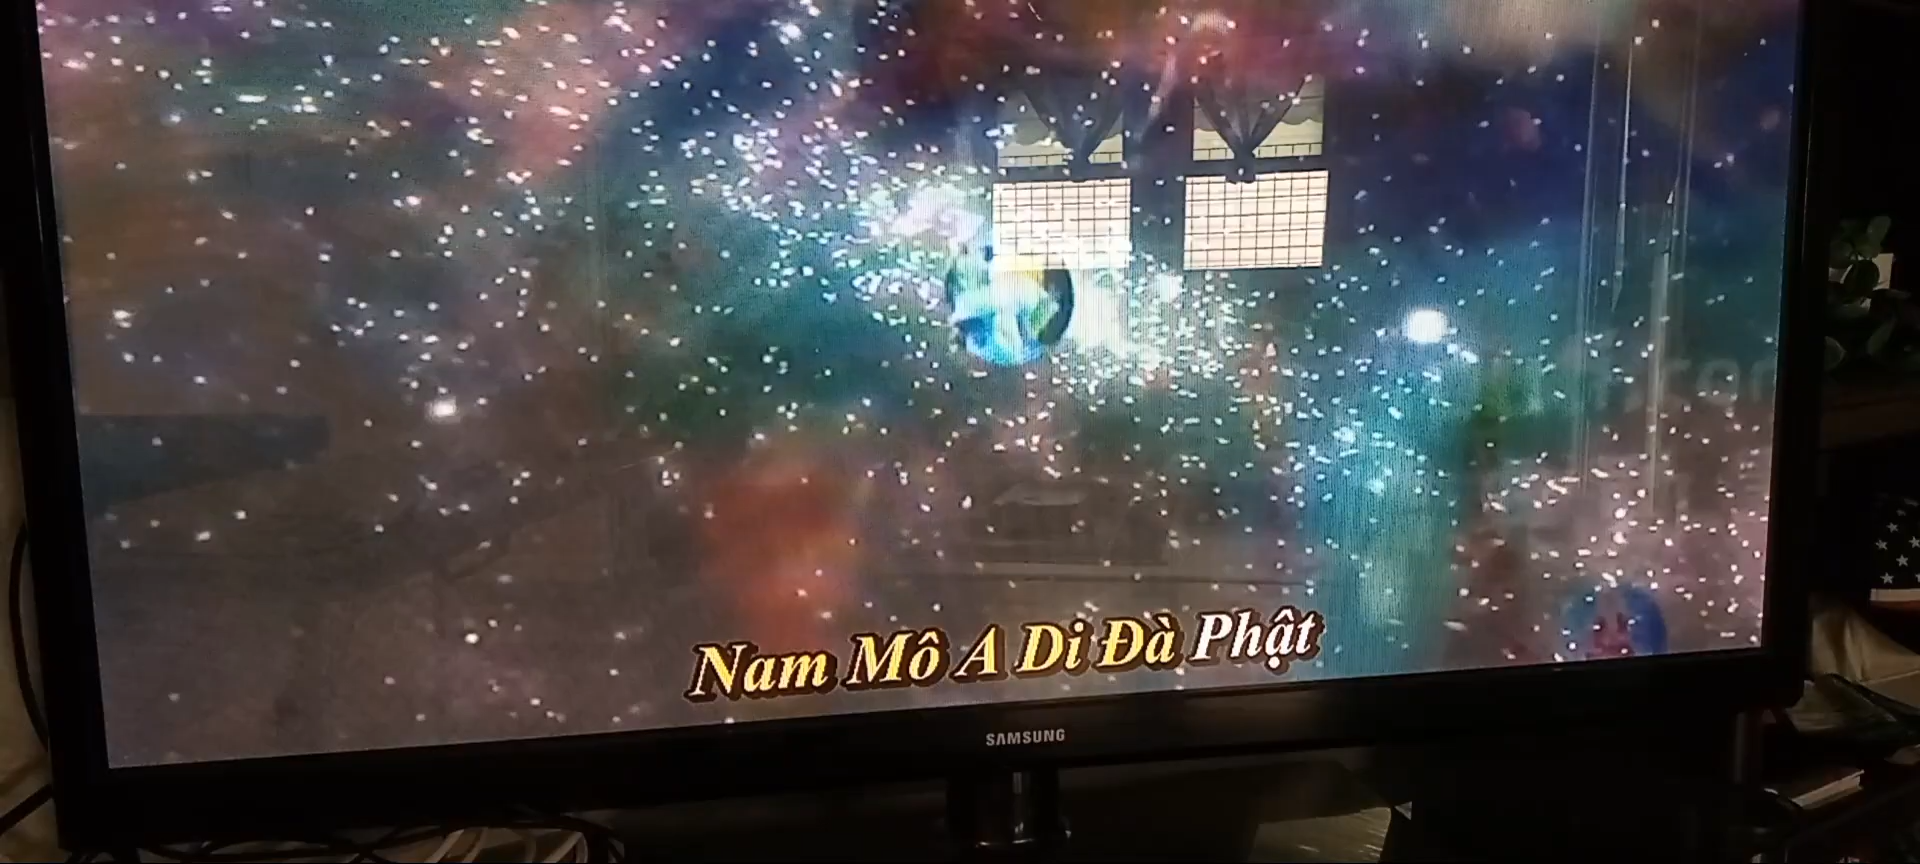 Nam Mô A Di Đà Phật
SAMSUNG